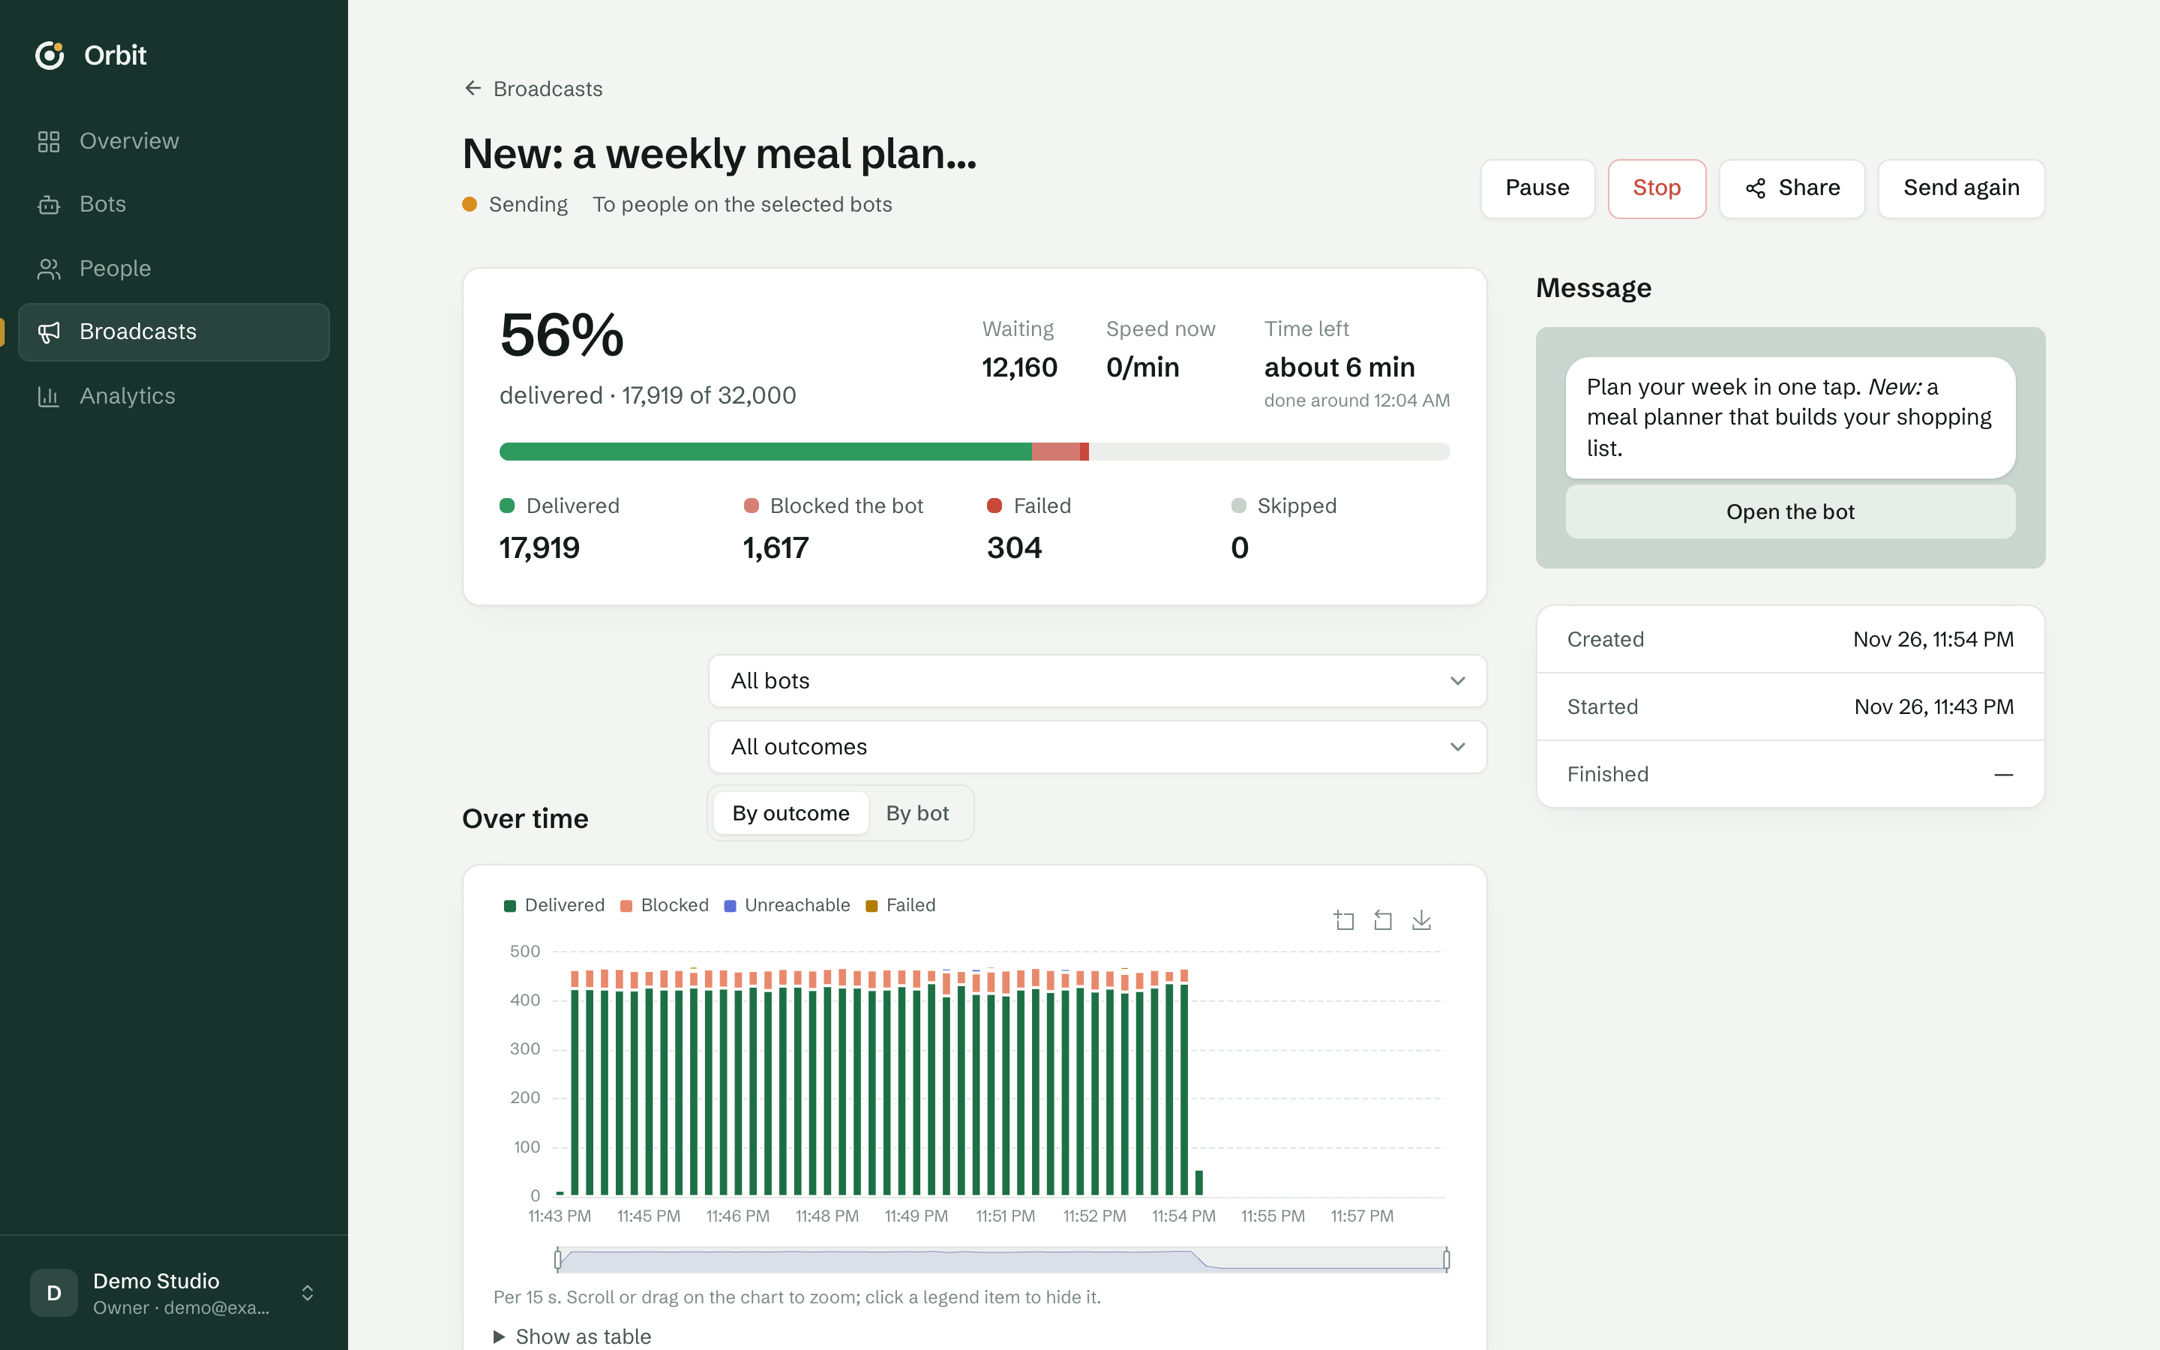 Orbit
Overview
Bots
People
Broadcasts
Analytics
Demo Studio
D
Owner · demo@exa...
Broadcasts
New: a weekly meal plan...
Sending To people on the selected bots
Pause
Stop
Share
Send again
56%
delivered · 17,919 of 32,000
Waiting
12,160
Speed now
0/min
Time left
about 6 min
done around 12:04 AM
Delivered
17,919
Blocked the bot
1,617
Failed
304
Skipped
0
Message
Plan your week in one tap. New: a
meal planner that builds your shopping
list.
Open the bot
Created Nov 26, 11:54 PM
Started Nov 26, 11:43 PM
Finished —
All bots
All outcomes
Over time
By outcome By bot
Delivered Blocked Unreachable Failed
500
400
300
200
100
0
11:43 PM 11:45 PM 11:46 PM 11:48 PM 11:49 PM 11:51 PM 11:52 PM 11:54 PM 11:55 PM 11:57 PM
Per 15 s. Scroll or drag on the chart to zoom; click a legend item to hide it.
Show as table